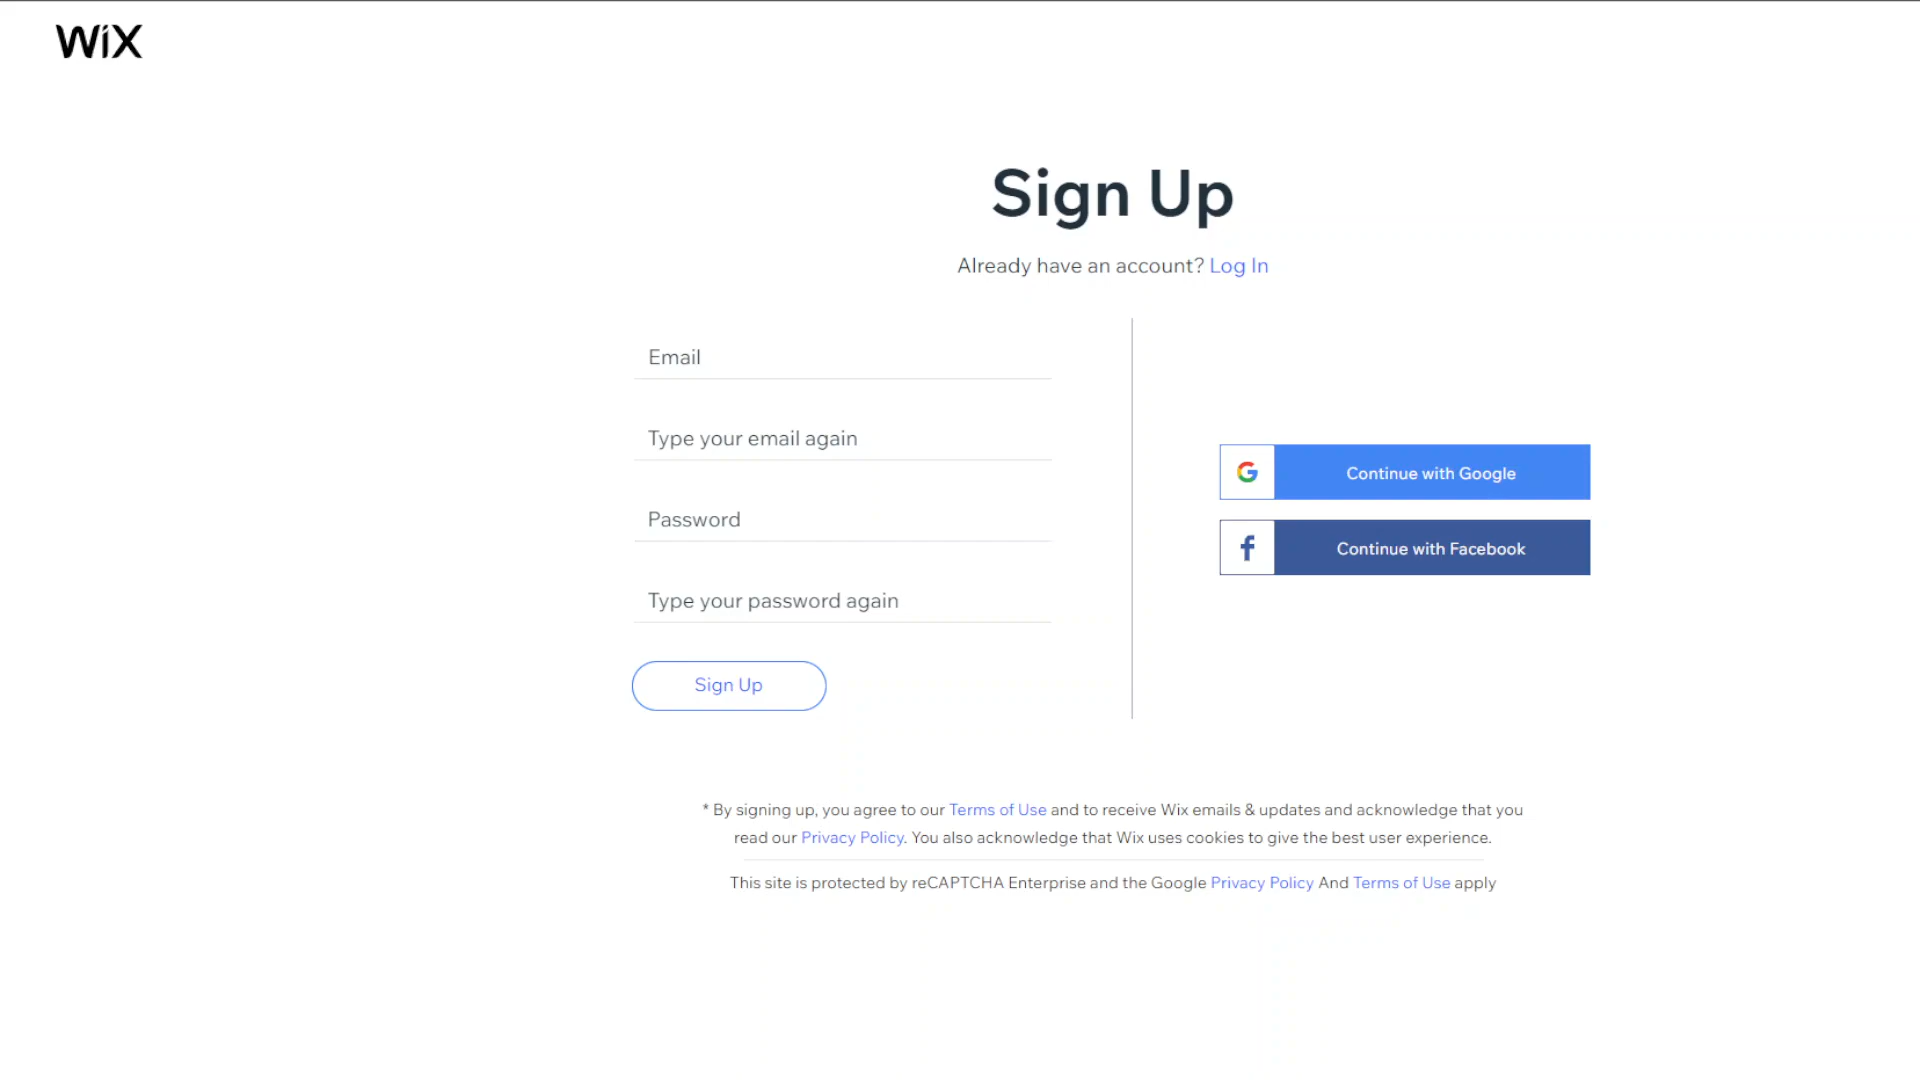 WiX
Sign Up
Already have an account? Log In
Email
Type your email again
Password
Type your password again
Sign Up
Continue with Google
Continue with Facebook
* By signing up, you agree to our Terms of Use and to receive Wix emails & updates and acknowledge that you
read our Privacy Policy. You also acknowledge that Wix uses cookies to give the best user experience.
This site is protected by reCAPTCHA Enterprise and the Google Privacy Policy And Terms of Use apply